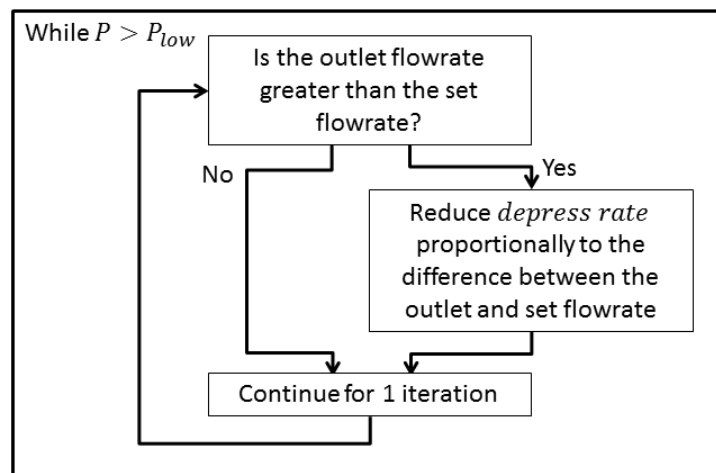 While P > P_low
Is the outlet flowrate
greater than the set
flowrate?
No
Yes
Reduce depress rate
proportionally to the
difference between the
outlet and set flowrate
Continue for 1 iteration